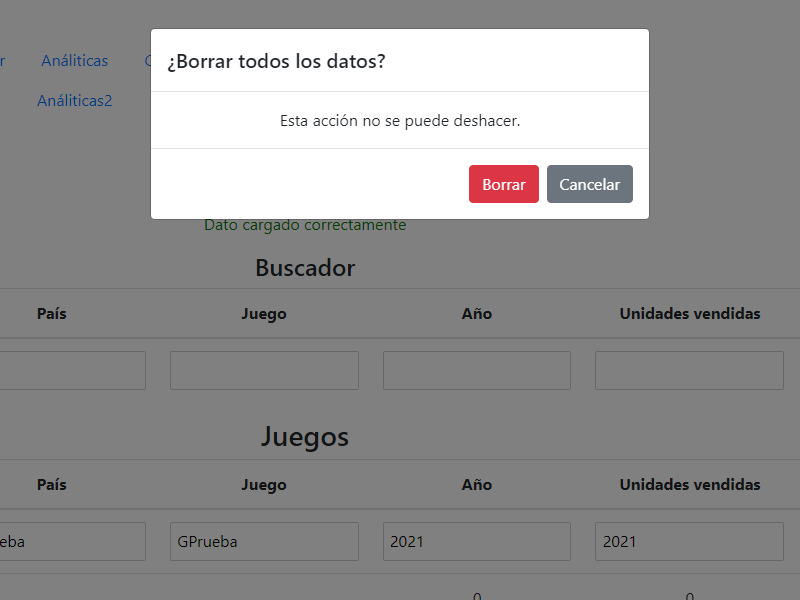 ¿Borrar todos los datos?
Análiticas
Análiticas2
Esta acción no se puede deshacer.
Borrar Cancelar
Dato cargado correctamente
Buscador
País Juego Año Unidades vendidas
Juegos
País Juego Año Unidades vendidas
eba GPrueba 2021 2021
0 0